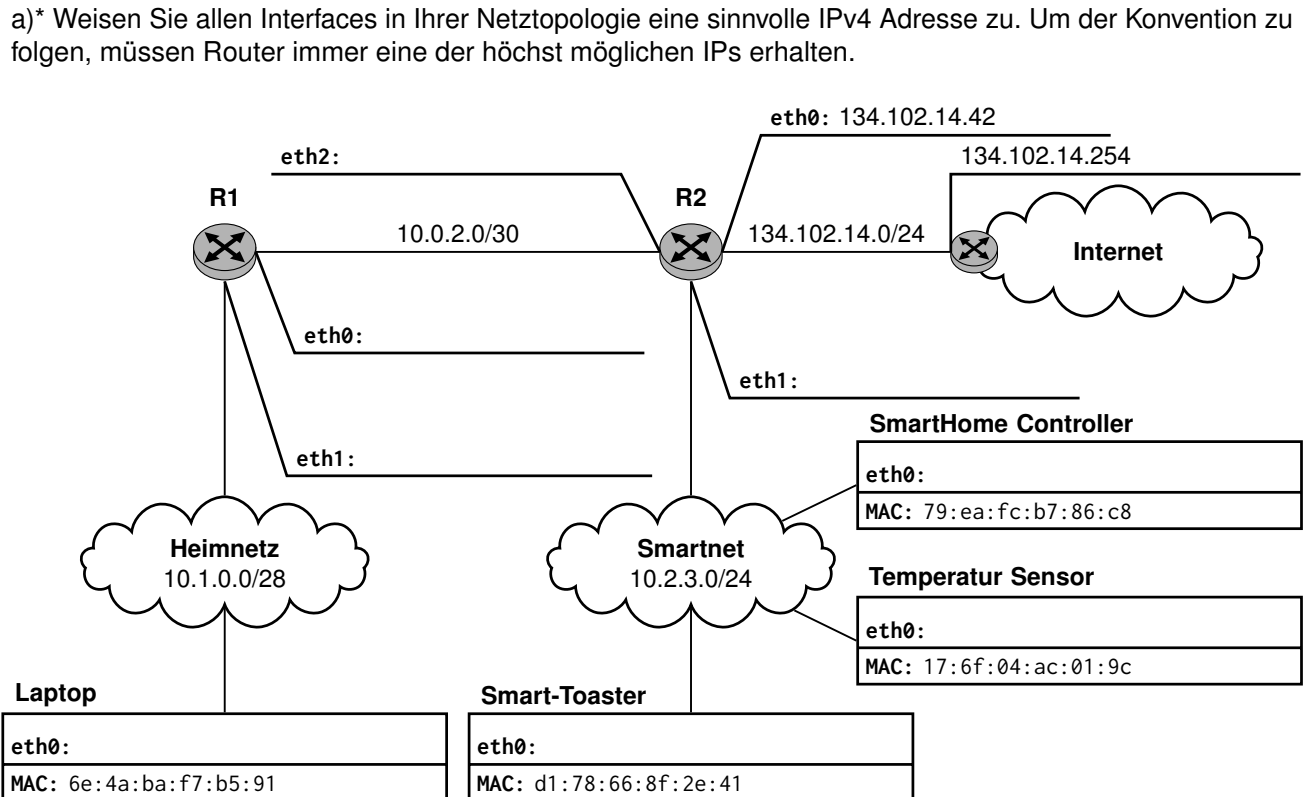 a)* Weisen Sie allen Interfaces in Ihrer Netztopologie eine sinnvolle IPv4 Adresse zu. Um der Konvention zu
folgen, müssen Router immer eine der höchst möglichen IPs erhalten.
eth0: 134.102.14.42
eth2:
134.102.14.254
R1
R2
10.0.2.0/30
134.102.14.0/24
Internet
eth0:
eth1:
SmartHome Controller
eth1:
eth0:
MAC: 79:ea:fc:b7:86:c8
Heimnetz
10.1.0.0/28
Smartnet
10.2.3.0/24
Temperatur Sensor
eth0:
MAC: 17:6f:04:ac:01:9c
Laptop
eth0:
MAC: 6e:4a:ba:f7:b5:91
Smart-Toaster
eth0:
MAC: d1:78:66:8f:2e:41